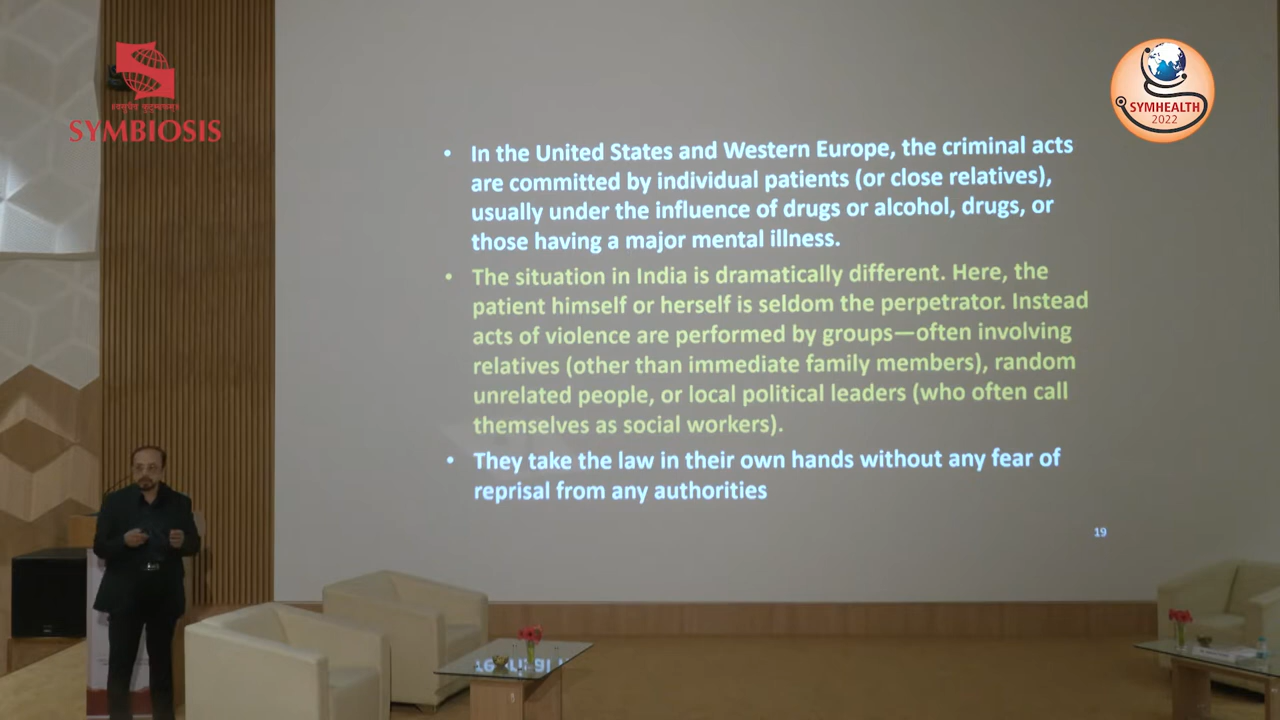 वसुधैव कुटुम्बकम्
SYMBIOSIS
SYMHEALTH
2022
• In the United States and Western Europe, the criminal acts
are committed by individual patients (or close relatives),
usually under the influence of drugs or alcohol, drugs, or
those having a major mental illness.
• The situation in India is dramatically different. Here, the
patient himself or herself is seldom the perpetrator. Instead
acts of violence are performed by groups—often involving
relatives (other than immediate family members), random
unrelated people, or local political leaders (who often call
themselves as social workers).
• They take the law in their own hands without any fear of
reprisal from any authorities
19